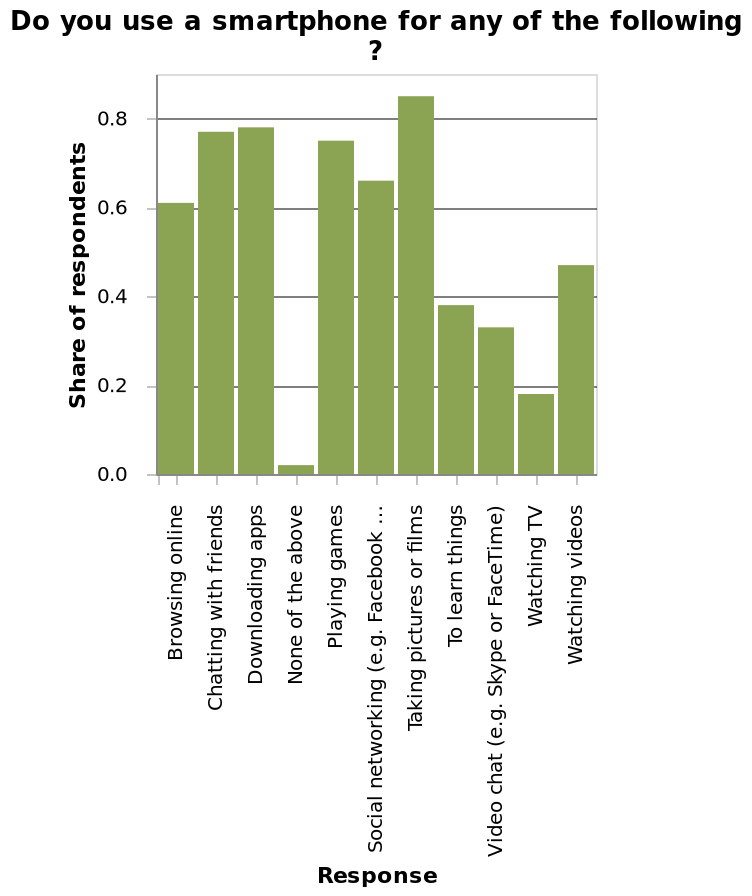 Do you use a smartphone for any of the following
?
Share of respondents
0.8
0.6
0.4
0.2
0.0
Browsing online
Chatting with friends
Downloading apps
None of the above
Playing games
Social networking (e.g. Facebook ...
Taking pictures or films
To learn things
Video chat (e.g. Skype or FaceTime)
Watching TV
Watching videos
Response